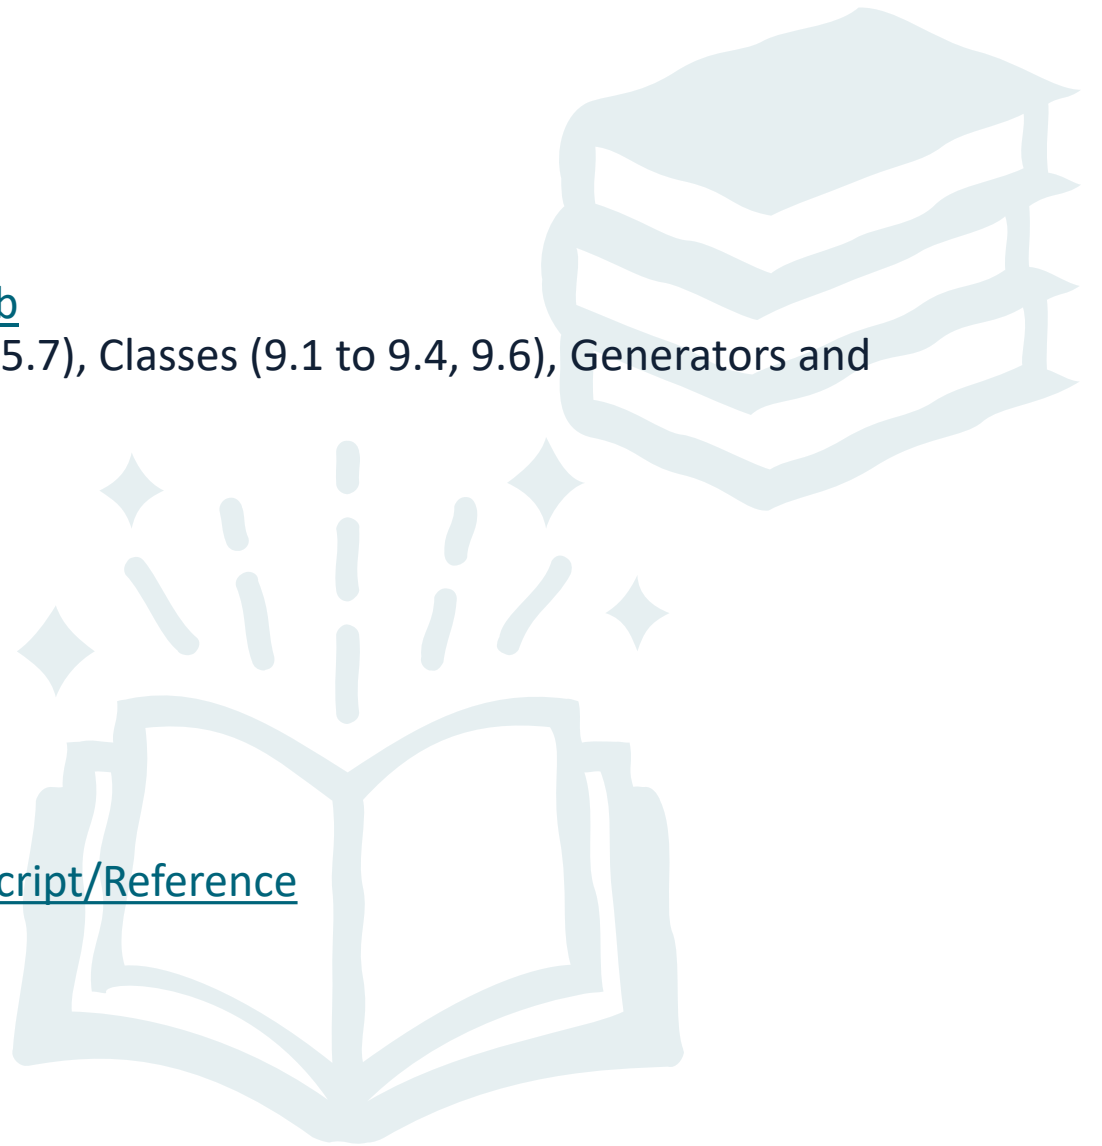 b
5.7), Classes (9.1 to 9.4, 9.6), Generators and
cript/Reference